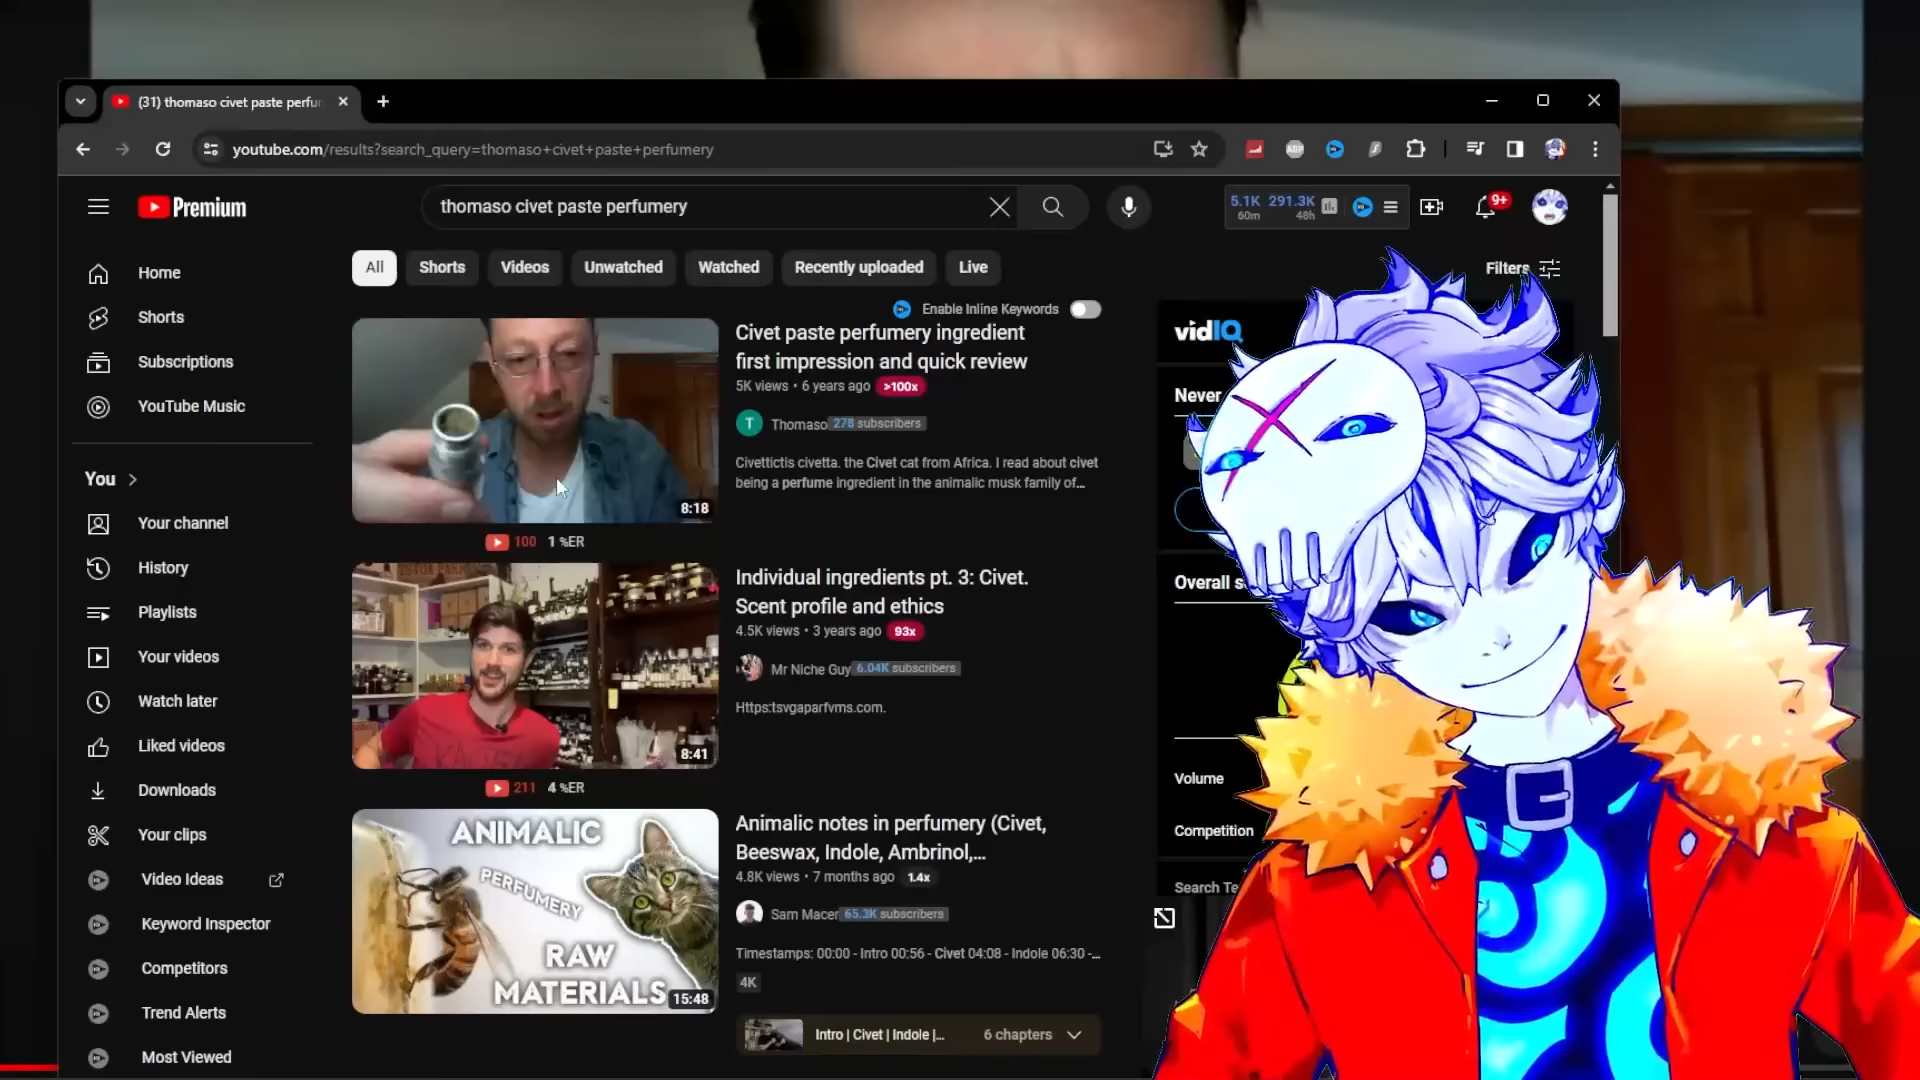 (31) thomaso civet paste perfu
youtube.com/results?search_query=thomaso+civet+paste+perfumery
Premium
thomaso civet paste perfumery
5.1K 291.3K
60m 48h
9+
All Shorts Videos Unwatched Watched Recently uploaded Live
Filters
Home
Shorts
Subscriptions
YouTube Music
You
Your channel
History
Playlists
Your videos
Watch later
Liked videos
Downloads
Your clips
Video Ideas
Keyword Inspector
Competitors
Trend Alerts
Most Viewed
Enable Inline Keywords
Civet paste perfumery ingredient
first impression and quick review
5K views • 6 years ago >100x
T Thomaso 278 subscribers
Civettictis civetta. the Civet cat from Africa. I read about civet
being a perfume ingredient in the animalic musk family of...
8:18
100 1 %ER
Individual ingredients pt. 3: Civet.
Scent profile and ethics
4.5K views • 3 years ago 93x
Mr Niche Guy 6.04K subscribers
Https:tsvgaparfvms.com.
8:41
211 4 %ER
ANIMALIC
PERFUMERY
RAW
MATERIALS
15:48
Animalic notes in perfumery (Civet,
Beeswax, Indole, Ambrinol,...
4.8K views • 7 months ago 1.4x
Sam Macer 65.3K subscribers
Timestamps: 00:00 - Intro 00:56 - Civet 04:08 - Indole 06:30 -...
4K
Intro | Civet | Indole |... 6 chapters
vidIQ
Never
Overall s
Volume
Competition
Search Te